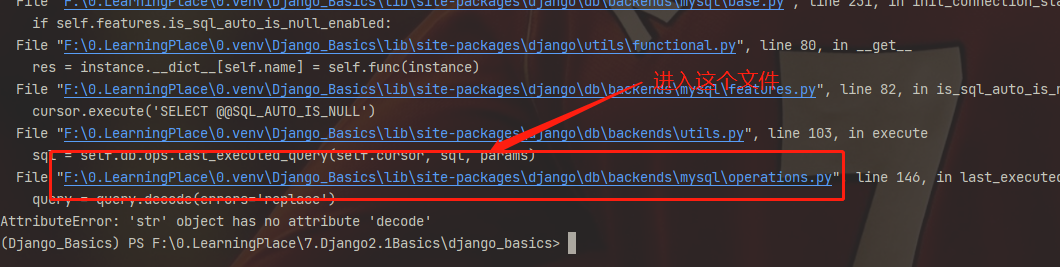 File "F:\0.LearningPlace\0.venv\Django_Basics\lib\site-packages\django\db\backends\mysql\base.py", line 231, in init_connection_sta
if self.features.is_sql_auto_is_null_enabled:
File "F:\0.LearningPlace\0.venv\Django_Basics\lib\site-packages\django\utils\functional.py", line 80, in __get__
res = instance.__dict__[self.name] = self.func(instance)
进入这个文件
File "F:\0.LearningPlace\0.venv\Django_Basics\lib\site-packages\django\db\backends\mysql\features.py", line 82, in is_sql_auto_is_n
cursor.execute('SELECT @@SQL_AUTO_IS_NULL')
File "F:\0.LearningPlace\0.venv\Django_Basics\lib\site-packages\django\db\backends\utils.py", line 103, in execute
sql = self.db.ops.last_executed_query(self.cursor, sql, params)
File "F:\0.LearningPlace\0.venv\Django_Basics\lib\site-packages\django\db\backends\mysql\operations.py" line 146, in last_executed
query = query.decode(errors='replace')
AttributeError: 'str' object has no attribute 'decode'
(Django_Basics) PS F:\0.LearningPlace\7.Django2.1Basics\django_basics>